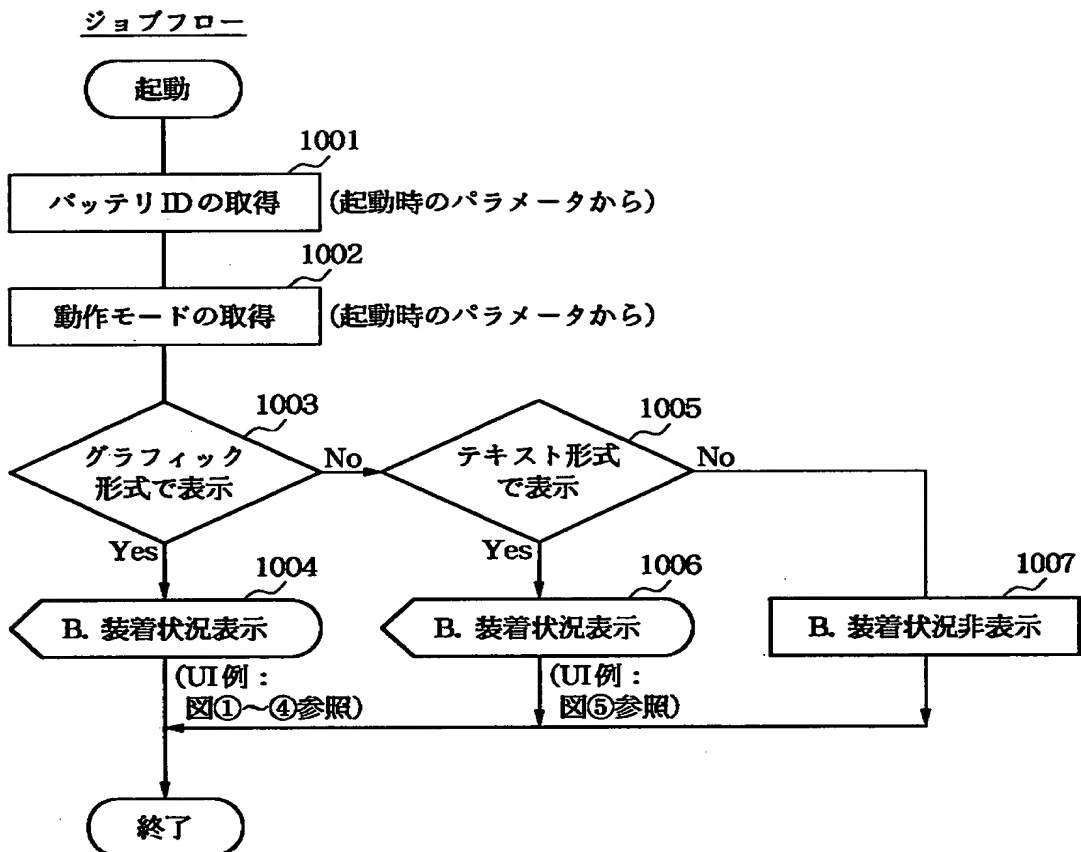 ジョブフロー
起動
1001
バッテリIDの取得 (起動時のパラメータから)
1002
動作モードの取得 (起動時のパラメータから)
1003
グラフィック
形式で表示
No
Yes
1005
テキスト形式
で表示
No
Yes
1004
B. 装着状況表示
(UI例：
図①～④参照)
1006
B. 装着状況表示
(UI例：
図⑤参照)
1007
B. 装着状況非表示
終了